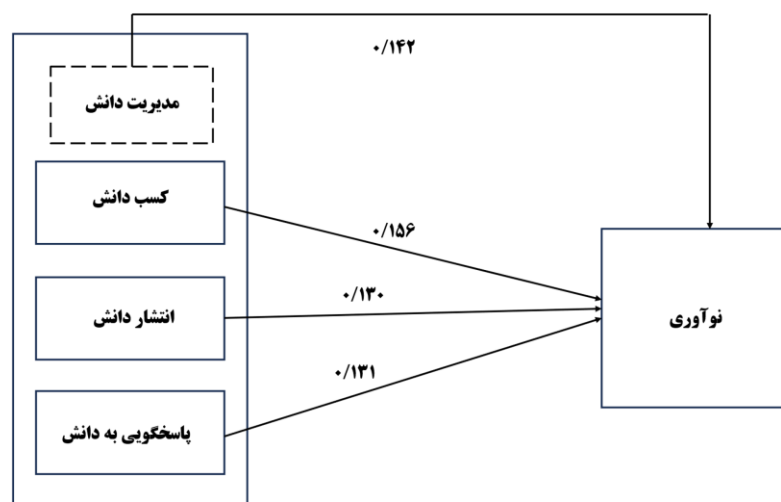 ۰/۱۴۲
مدیریت دانش
کسب دانش
۰/۱۵۶
انتشار دانش
۰/۱۳۰
نوآوری
۰/۱۳۱
پاسخگویی به دانش